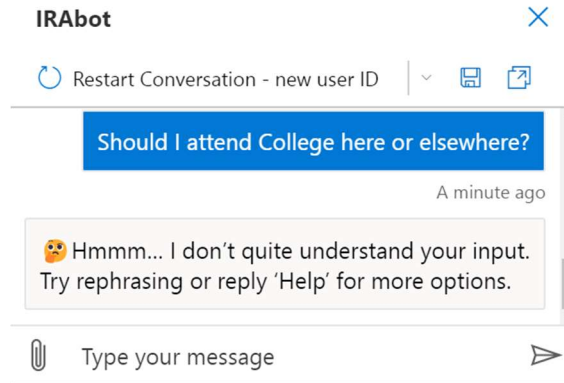 IRAbot
Restart Conversation - new user ID
Should I attend College here or elsewhere?
A minute ago
🤔 Hmmm... I don't quite understand your input.
Try rephrasing or reply ‘Help’ for more options.
Type your message